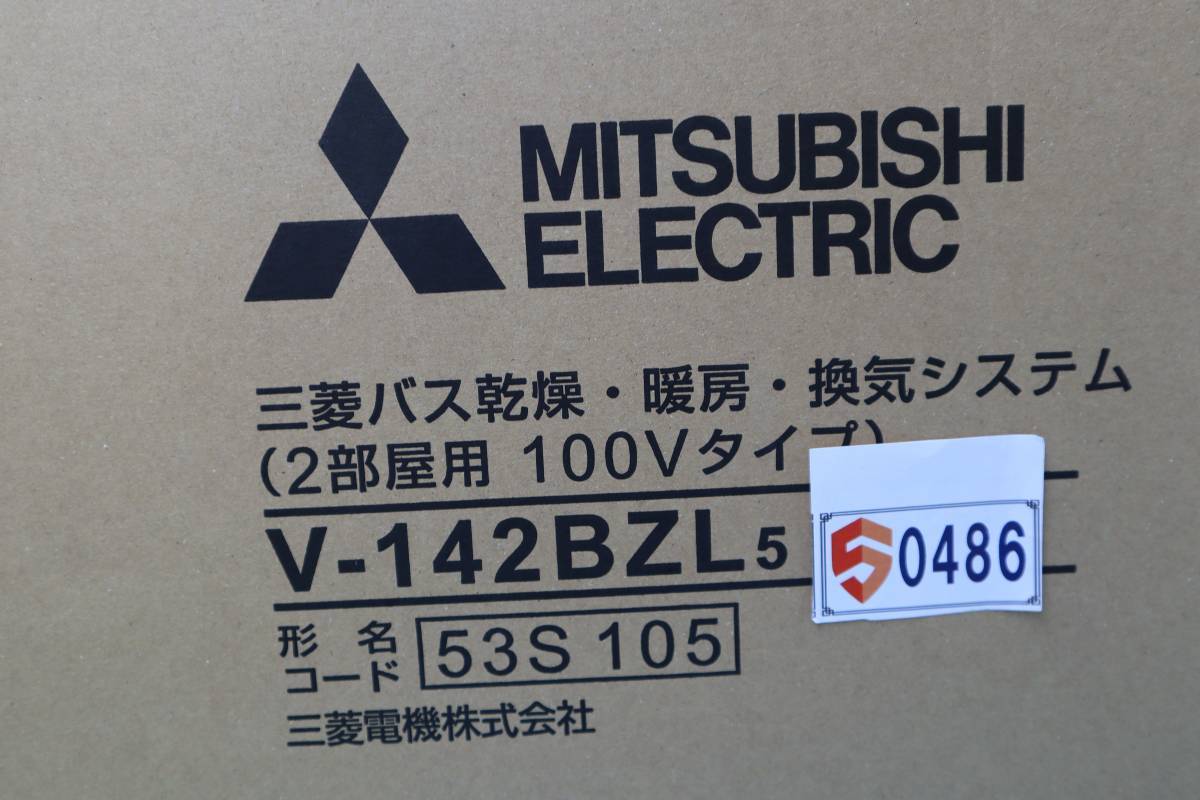 MITSUBISHI
ELECTRIC
三菱バス乾燥・暖房・換気システム
(2部屋用 100Vタイプ)
V-142BZL5
0486
形 名
コード
53S 105
三菱電機株式会社